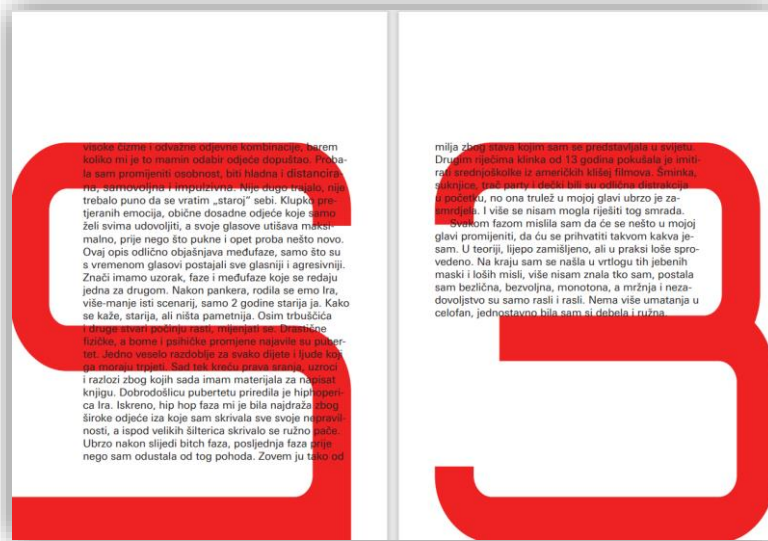 visoke čizme i odvažne odjevne kombinacije, barem
koliko mi je to mamin odabir odjeće dopuštao. Proba-
la sam promijeniti osobnost, biti hladna i distancira-
na, samovoljna i impulzivna. Nije dugo trajalo, nije
trebalo puno da se vratim „staroj” sebi. Klupko pre-
tjeranih emocija, obične dosadne odjeće koje samo
želi svima udovoljiti, a svoje glasove utišava maksi-
malno, prije nego što pukne i opet proba nešto novo.
Ovaj opis odlično objašnjava međufaze, samo što su
s vremenom glasovi postajali sve glasniji i agresivniji.
Znači imamo uzorak, faze i međufaze koje se redaju
jedna za drugom. Nakon pankera, rodila se emo Ira,
više-manje isti scenarij, samo 2 godine starija ja. Kako
se kaže, starija, ali ništa pametnija. Osim trbuščića
i druge stvari počinju rasti, mijenjati se. Drastične
fizičke, a bome i psihičke promjene najavile su puber-
tet. Jedno veselo razdoblje za svako dijete i ljude koji
ga moraju trpjeti. Sad tek kreću prava sranja, uzroci
i razlozi zbog kojih sada imam materijala za napisat
knjigu. Dobrodošlicu pubertetu priredila je hiphoperi-
ca Ira. Iskreno, hip hop faza mi je bila najdraža zbog
široke odjeće iza koje sam skrivala sve svoje nepravil-
nosti, a ispod velikih šilterica skrivalo se ružno pače.
Ubrzo nakon slijedi bitch faza, posljednja faza prije
nego sam odustala od tog pohoda. Zovem ju tako od
milja zbog stava kojim sam se predstavljala u svijetu.
Drugim riječima klinka od 13 godina pokušala je imiti-
rati srednjoškolke iz američkih klišej filmova. Šminka,
suknjice, trač party i dečki bili su odlična distrakcija
u početku, no ona trulež u mojoj glavi ubrzo je za-
smrdjela. I više se nisam mogla riješiti tog smrada.
Svakom fazom mislila sam da će se nešto u mojoj
glavi promijeniti, da ću se prihvatiti takvom kakva je-
sam. U teoriji, lijepo zamišljeno, ali u praksi loše spro-
vedeno. Na kraju sam se našla u vrtlogu tih jebenih
maski i loših misli, više nisam znala tko sam, postala
sam bezlična, bezvoljna, monotona, a mržnja i neza-
dovoljstvo su samo rasli i rasli. Nema više umatanja u
celofan, jednostavno bila sam si debela i ružna.